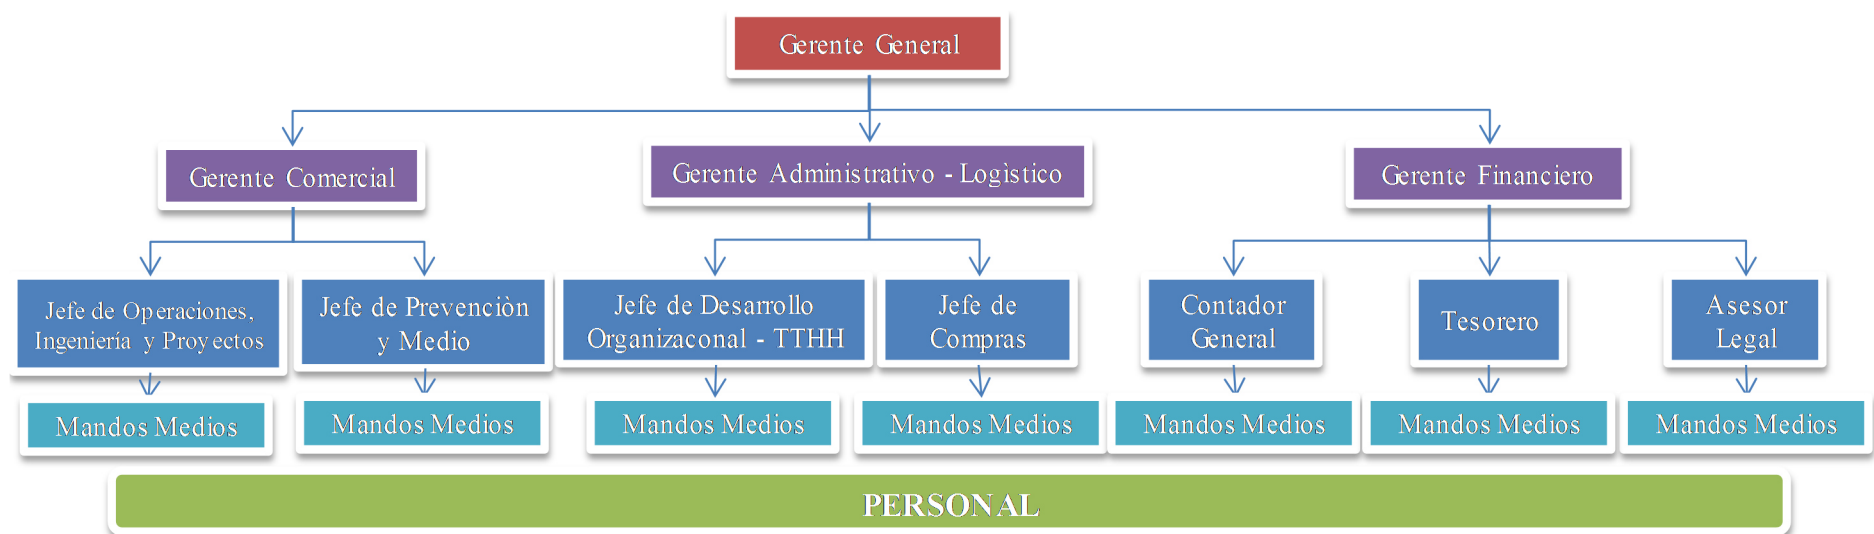 Gerente General
Gerente Comercial
Gerente Administrativo - Logìstico
Gerente Financiero
Jefe de Operaciones,
Ingeniería y Proyectos
Jefe de Prevenciòn
y Medio
Jefe de Desarrollo
Organizaconal - TTHH
Jefe de
Compras
Contador
General
Tesorero
Asesor
Legal
Mandos Medios
Mandos Medios
Mandos Medios
Mandos Medios
Mandos Medios
Mandos Medios
Mandos Medios
PERSONAL